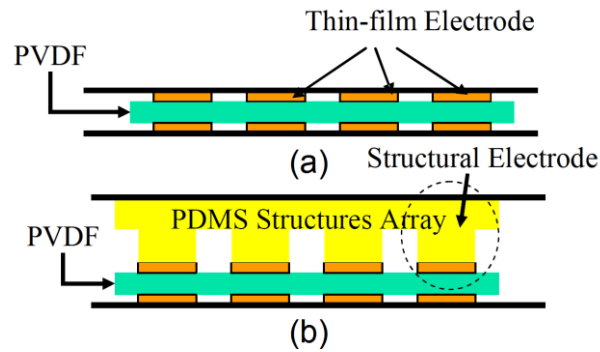 Thin-film Electrode
PVDF
(a)
Structural Electrode
PDMS Structures Array
PVDF
(b)